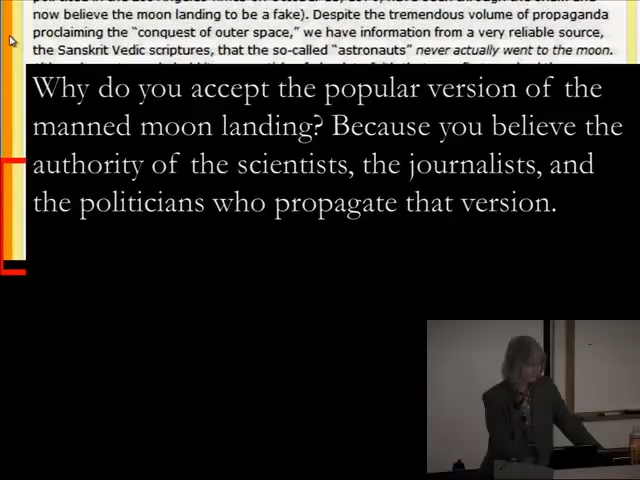 now believe the moon landing to be a fake). Despite the tremendous volume of propaganda
proclaiming the "conquest of outer space," we have information from a very reliable source,
the Sanskrit Vedic scriptures, that the so-called "astronauts" never actually went to the moon.
Why do you accept the popular version of the
manned moon landing? Because you believe the
authority of the scientists, the journalists, and
the politicians who propagate that version.